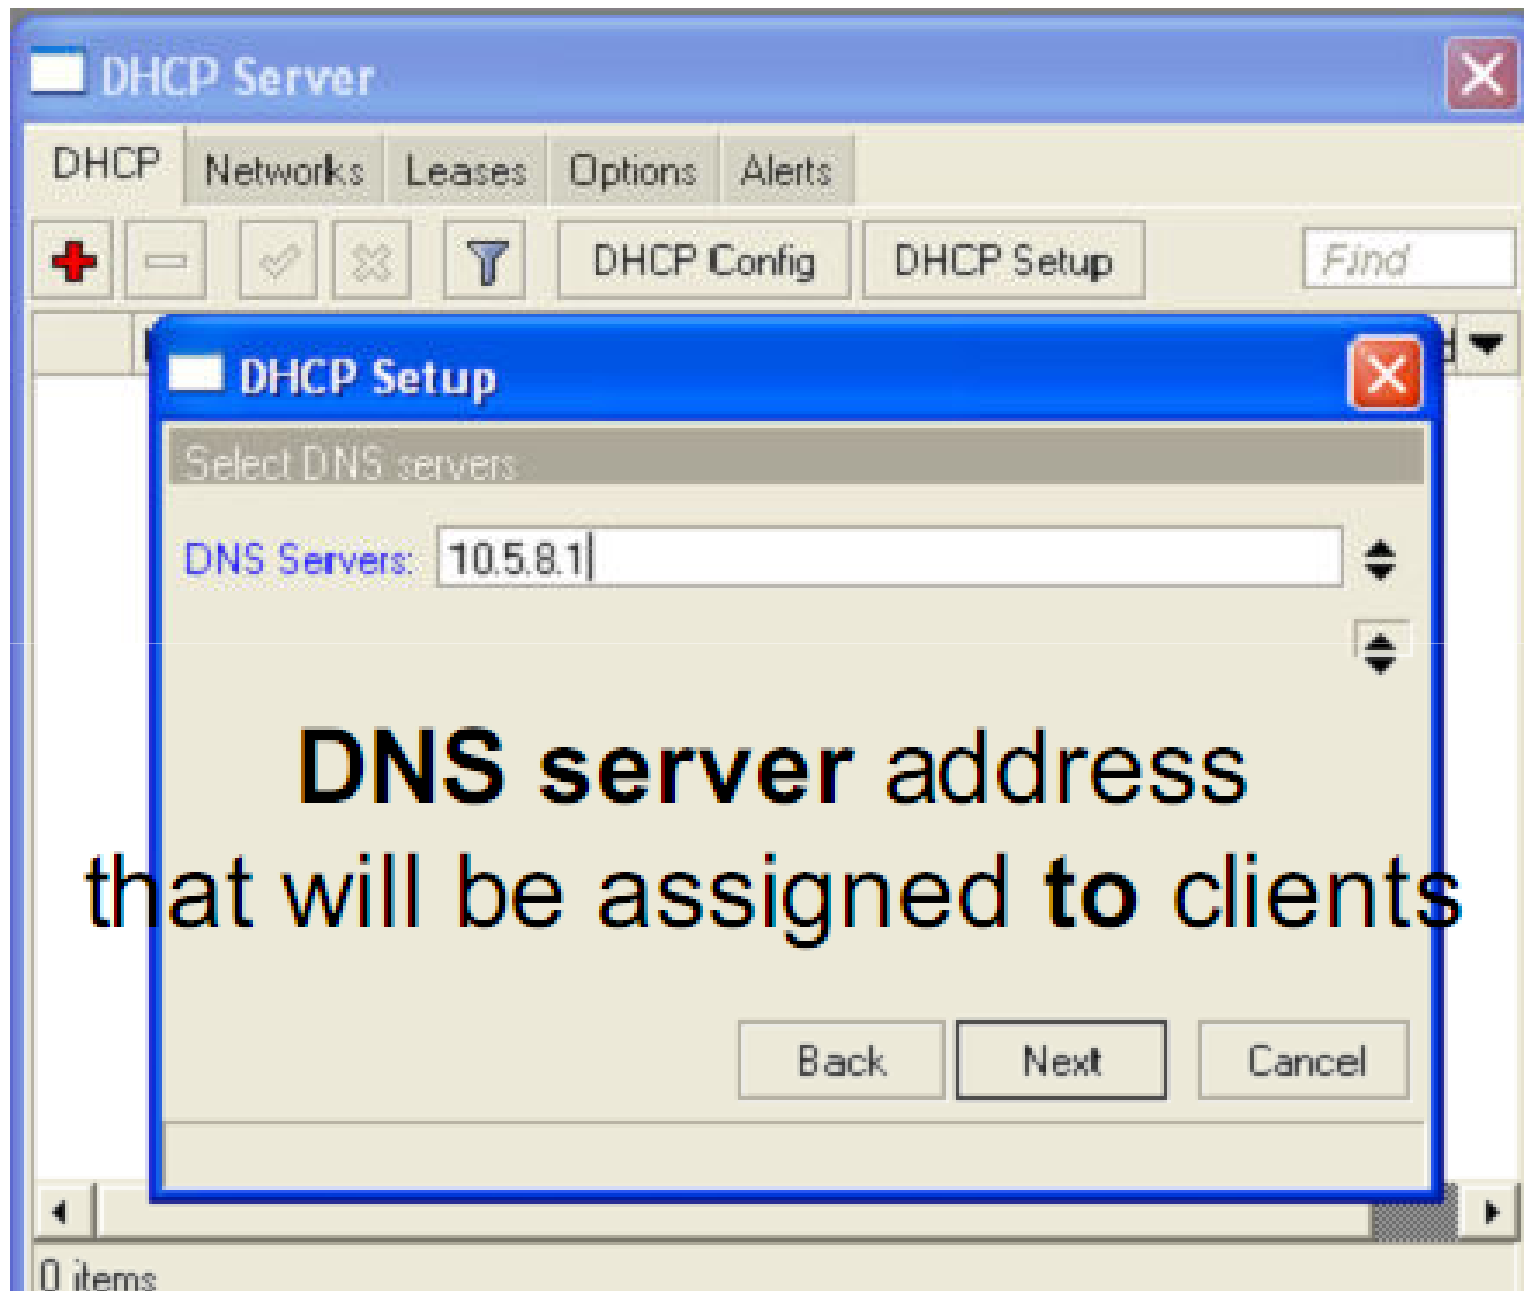 DHCP Server
DHCP Networks Leases Options Alerts
DHCP Config DHCP Setup Find
DHCP Setup
Select DNS servers
DNS Servers: 10.5.8.1
DNS server address
that will be assigned to clients
Back Next Cancel
0 items